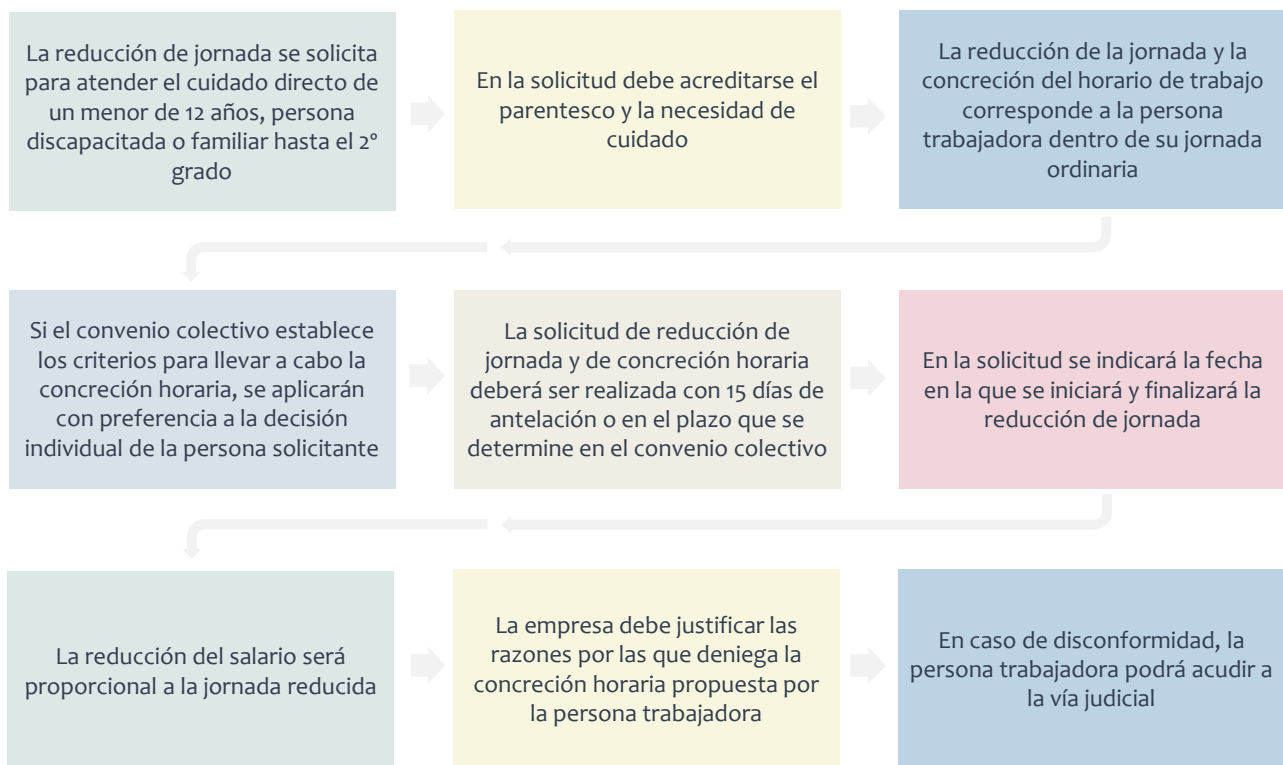 La reducción de jornada se solicita
para atender el cuidado directo de
un menor de 12 años, persona
discapacitada o familiar hasta el 2º
grado
En la solicitud debe acreditarse el
parentesco y la necesidad de
cuidado
La reducción de la jornada y la
concreción del horario de trabajo
corresponde a la persona
trabajadora dentro de su jornada
ordinaria
Si el convenio colectivo establece
los criterios para llevar a cabo la
concreción horaria, se aplicarán
con preferencia a la decisión
individual de la persona solicitante
La solicitud de reducción de
jornada y de concreción horaria
deberá ser realizada con 15 días de
antelación o en el plazo que se
determine en el convenio colectivo
En la solicitud se indicará la fecha
en la que se iniciará y finalizará la
reducción de jornada
La reducción del salario será
proporcional a la jornada reducida
La empresa debe justificar las
razones por las que deniega la
concreción horaria propuesta por
la persona trabajadora
En caso de disconformidad, la
persona trabajadora podrá acudir a
la vía judicial